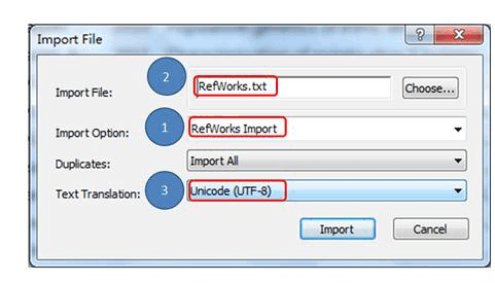 Import File
? X
2
Import File: RefWorks.txt Choose...
1
Import Option: RefWorks Import
Duplicates: Import All
Text Translation: 3 Unicode (UTF-8)
Import Cancel